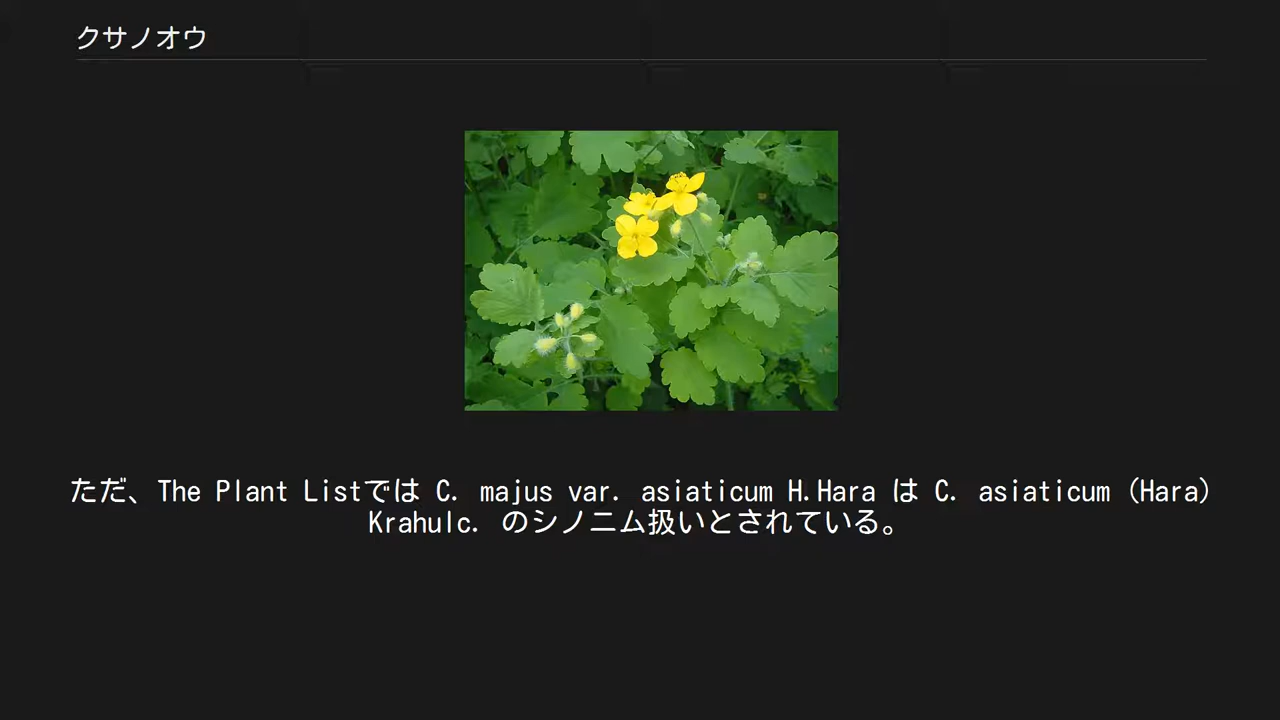 クサノオウ
ただ、The Plant Listでは C. majus var. asiaticum H.Hara は C. asiaticum (Hara)
Krahulc. のシノニム扱いとされている。